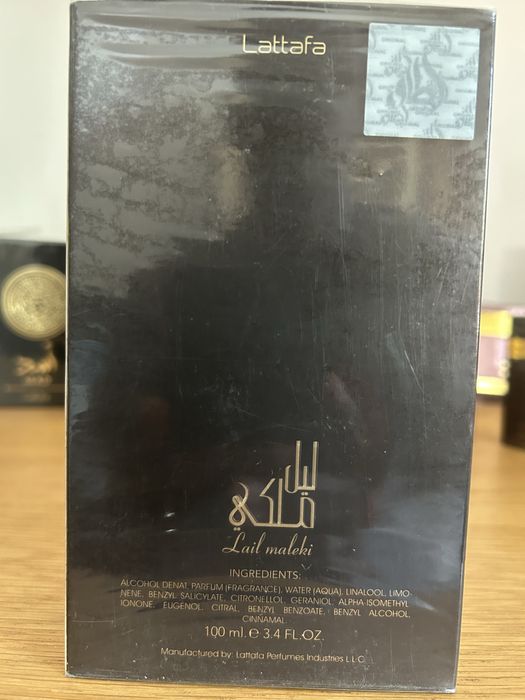 Lattafa
ليل
ملكي
Lail maleki
INGREDIENTS:
ALCOHOL DENAT, PARFUM (FRAGRANCE), WATER (AQUA), LINALOOL, LIMO
NENE, BENZYL SALICYLATE, CITRONELLOL, GERANIOL, ALPHA-ISOMETHYL
IONONE, EUGENOL, CITRAL, BENZYL BENZOATE, BENZYL ALCOHOL,
CINNAMAL
100 ml. e 3.4 FL.OZ.
Manufactured by: Lattafa Perfumes Industries L L C